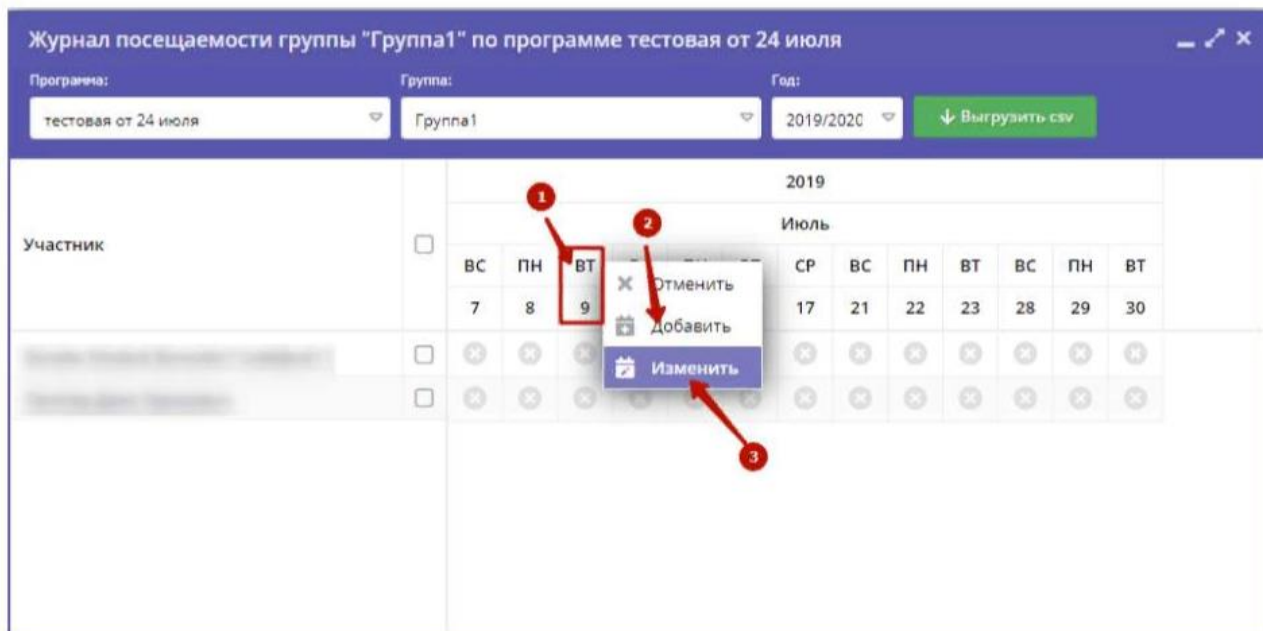 Журнал посещаемости группы "Группа1" по программе тестовая от 24 июля
Программа: Группа: Год:
тестовая от 24 июля Группа1 2019/2020 Выгрузить csv
2019
Июль
Участник
ВС ПН ВТ СР ВС ПН ВТ ВС ПН ВТ
7 8 9 17 21 22 23 28 29 30
1
2
Отменить
Добавить
Изменить
3